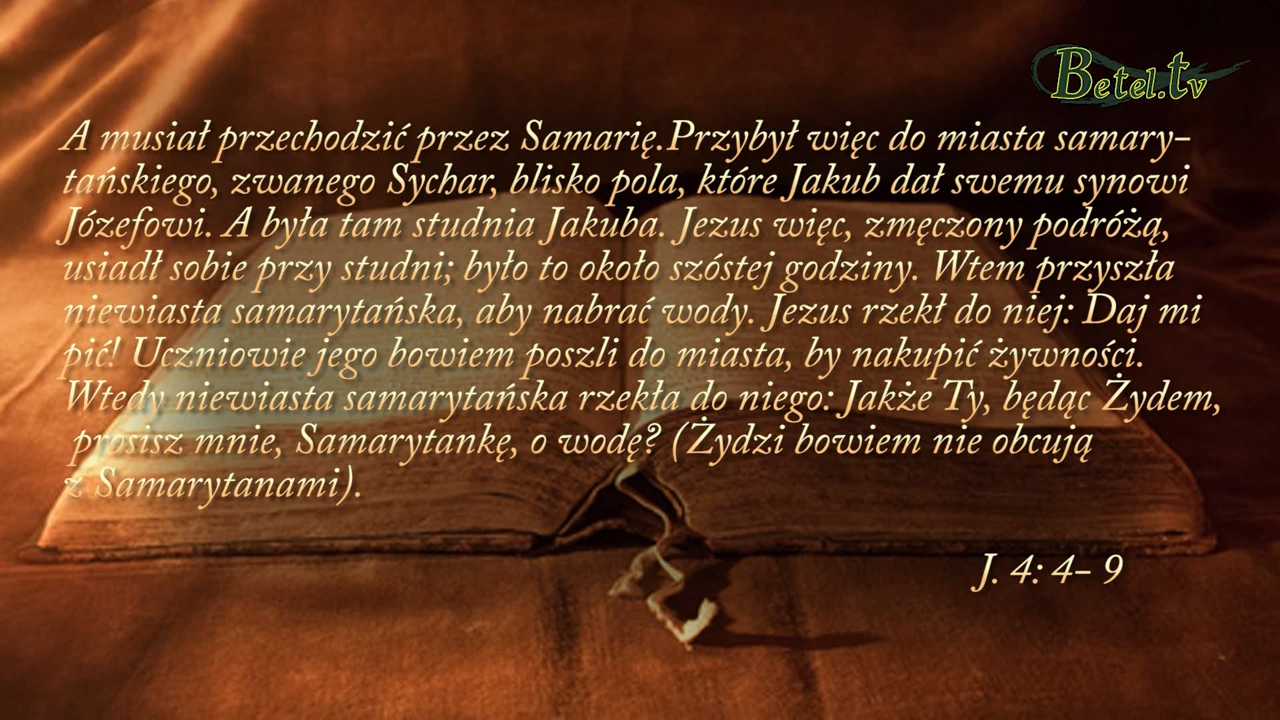 Betel.tv
A musiał przechodzić przez Samarię.Przybył więc do miasta samary-
tańskiego, zwanego Sychar, blisko pola, które Jakub dał swemu synowi
Józefowi. A była tam studnia Jakuba. Jezus więc, zmęczony podróżą,
usiadł sobie przy studni; było to około szóstej godziny. Wtem przyszła
niewiasta samarytańska, aby nabrać wody. Jezus rzekł do niej: Daj mi
pić! Uczniowie jego bowiem poszli do miasta, by nakupić żywności.
Wtedy niewiasta samarytańska rzekła do niego: Jakże Ty, będąc Żydem,
prosisz mnie, Samarytankę, o wodę? (Żydzi bowiem nie obcują
z Samarytanami).
J. 4: 4- 9